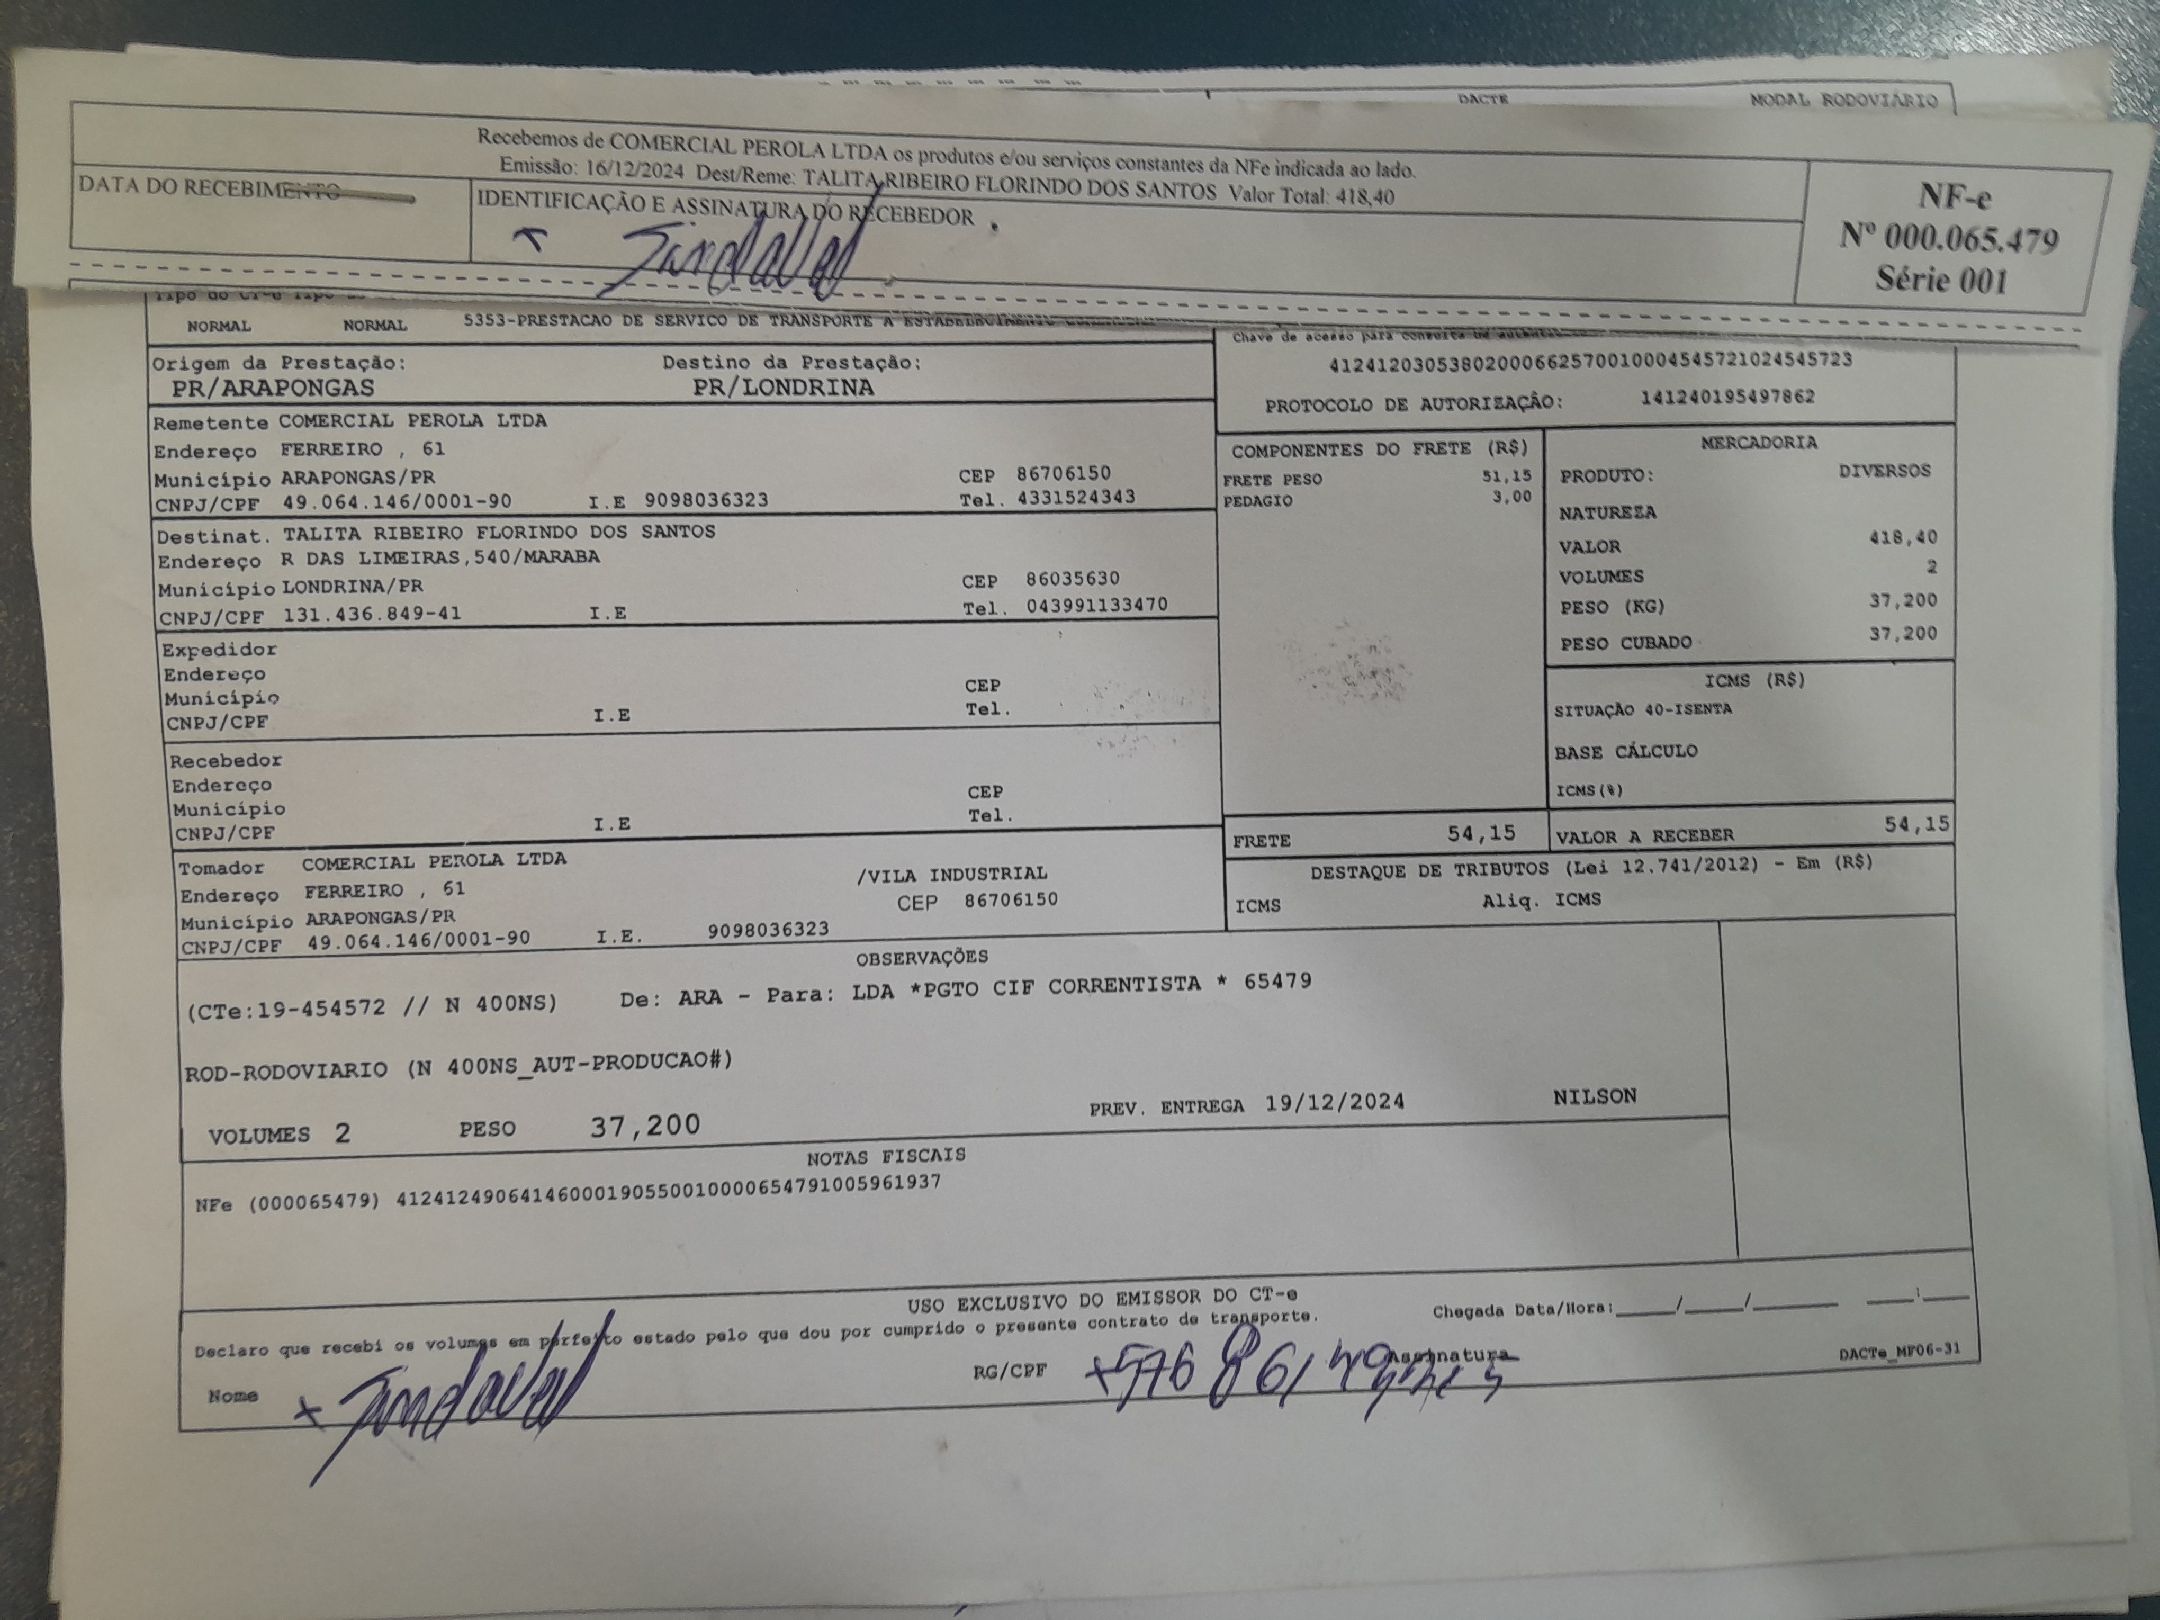 DACTE MODAL RODOVIÁRIO
Recebemos de COMERCIAL PEROLA LTDA os produtos e/ou serviços constantes da NFe indicada ao lado.
Emissão: 16/12/2024 Dest/Reme: TALITA RIBEIRO FLORINDO DOS SANTOS Valor Total: 418,40
DATA DO RECEBIMENTO
IDENTIFICAÇÃO E ASSINATURA DO RECEBEDOR
NF-e
Nº 000.065.479
Série 001
NORMAL NORMAL 5353-PRESTACAO DE SERVICO DE TRANSPORTE A ESTABELECIMENTO COMERCIAL
Chave de acesso para consulta de
41241203053802000662570010004545721024545723
PROTOCOLO DE AUTORIZAÇÃO: 141240195497862
Origem da Prestação: Destino da Prestação:
PR/ARAPONGAS PR/LONDRINA
Remetente COMERCIAL PEROLA LTDA
Endereço FERREIRO , 61
Município ARAPONGAS/PR CEP 86706150
CNPJ/CPF 49.064.146/0001-90 I.E 9098036323 Tel. 4331524343
Destinat. TALITA RIBEIRO FLORINDO DOS SANTOS
Endereço R DAS LIMEIRAS,540/MARABA
Município LONDRINA/PR CEP 86035630
CNPJ/CPF 131.436.849-41 I.E Tel. 043991133470
Expedidor
Endereço
Município CEP
CNPJ/CPF I.E Tel.
Recebedor
Endereço
Município CEP
CNPJ/CPF I.E Tel.
Tomador COMERCIAL PEROLA LTDA
Endereço FERREIRO , 61 /VILA INDUSTRIAL
Município ARAPONGAS/PR CEP 86706150
CNPJ/CPF 49.064.146/0001-90 I.E. 9098036323
COMPONENTES DO FRETE (R$)
FRETE PESO 51,15
PEDAGIO 3,00
MERCADORIA
PRODUTO: DIVERSOS
NATUREZA
VALOR 418,40
VOLUMES 2
PESO (KG) 37,200
PESO CUBADO 37,200
ICMS (R$)
SITUAÇÃO 40-ISENTA
BASE CÁLCULO
ICMS(%)
FRETE 54,15 VALOR A RECEBER 54,15
DESTAQUE DE TRIBUTOS (Lei 12.741/2012) - Em (R$)
ICMS Aliq. ICMS
OBSERVAÇÕES
(CTe:19-454572 // N 400NS) De: ARA - Para: LDA *PGTO CIF CORRENTISTA * 65479
ROD-RODOVIARIO (N 400NS_AUT-PRODUCAO#)
VOLUMES 2 PESO 37,200 PREV. ENTREGA 19/12/2024 NILSON
NOTAS FISCAIS
NFe (000065479) 41241249064146000190550010000654791005961937
USO EXCLUSIVO DO EMISSOR DO CT-e
Declaro que recebi os volumes em perfeito estado pelo que dou por cumprido o presente contrato de transporte.
Chegada Data/Hora:____/____/______ ___:___
Nome RG/CPF Assinatura DACTe_MF06-31